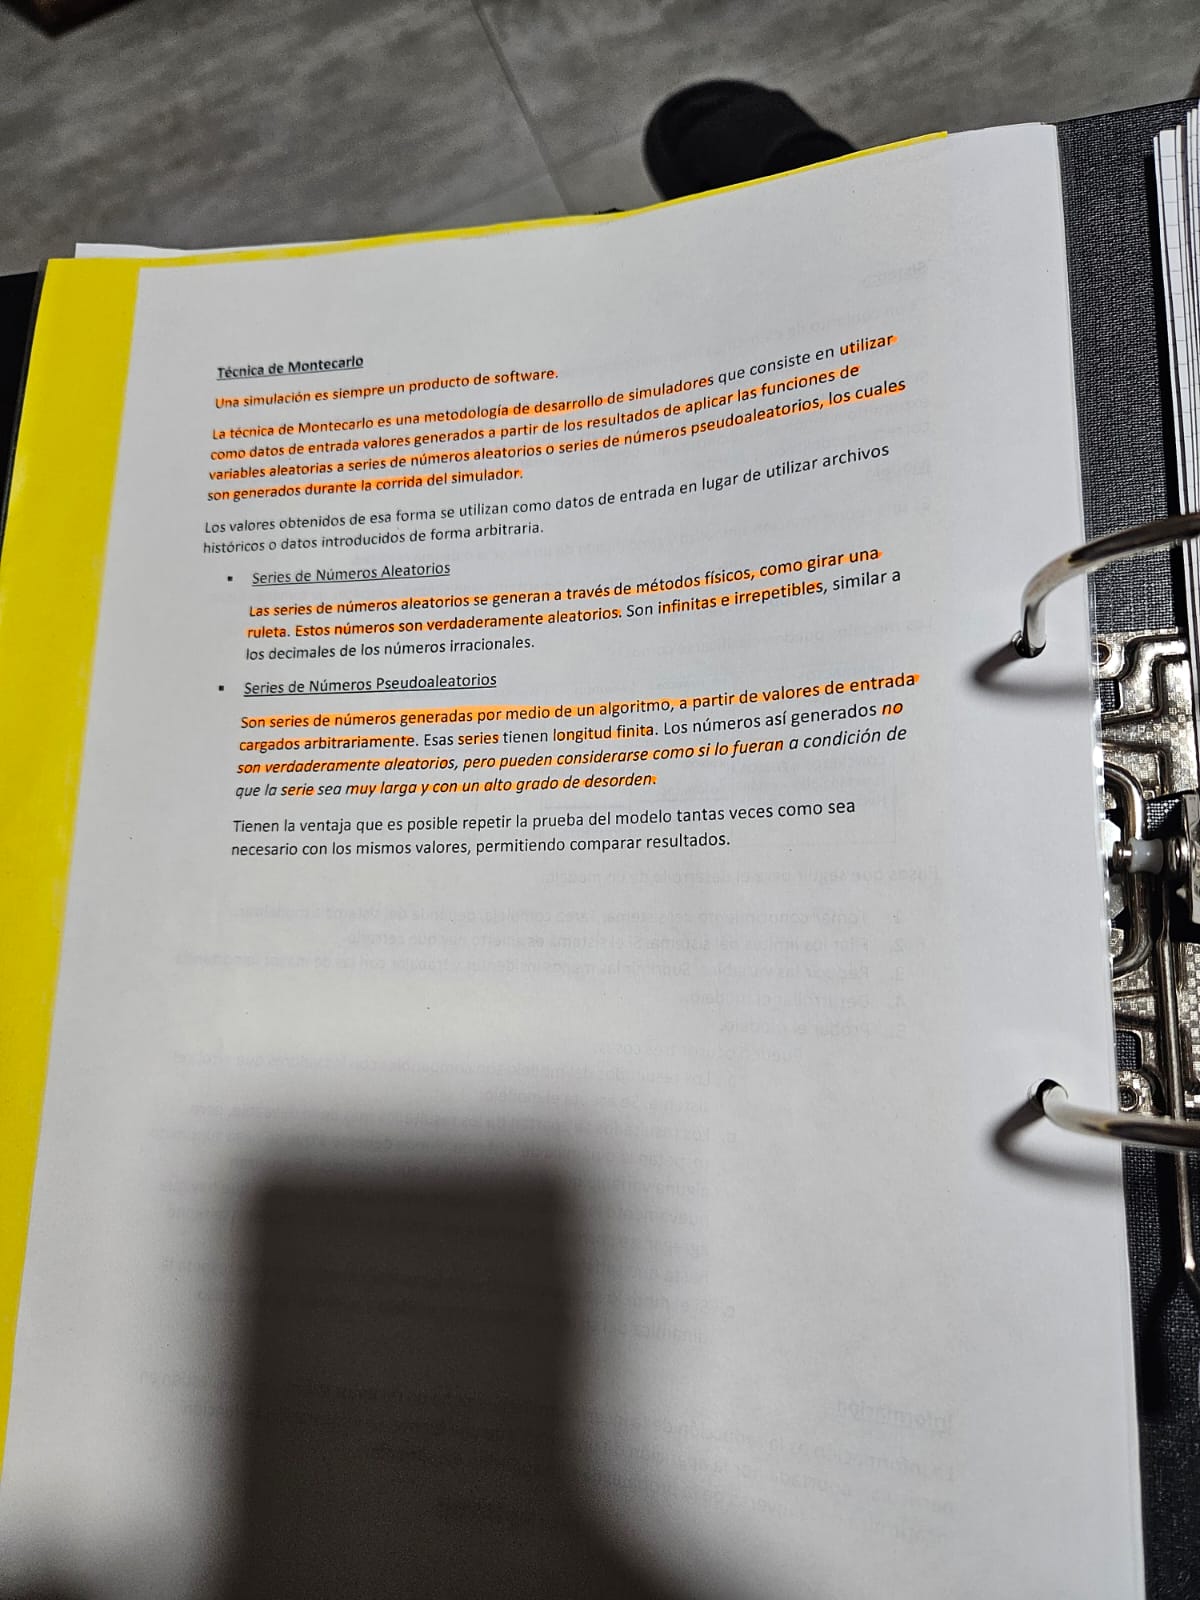 Técnica de Montecarlo
Una simulación es siempre un producto de software.
La técnica de Montecarlo es una metodología de desarrollo de simuladores que consiste en utilizar
como datos de entrada valores generados a partir de los resultados de aplicar las funciones de
variables aleatorias a series de números aleatorios o series de números pseudoaleatorios, los cuales
son generados durante la corrida del simulador.
Los valores obtenidos de esa forma se utilizan como datos de entrada en lugar de utilizar archivos
históricos o datos introducidos de forma arbitraria.
▪ Series de Números Aleatorios
Las series de números aleatorios se generan a través de métodos físicos, como girar una
ruleta. Estos números son verdaderamente aleatorios. Son infinitas e irrepetibles, similar a
los decimales de los números irracionales.
▪ Series de Números Pseudoaleatorios
Son series de números generadas por medio de un algoritmo, a partir de valores de entrada
cargados arbitrariamente. Esas series tienen longitud finita. Los números así generados no
son verdaderamente aleatorios, pero pueden considerarse como si lo fueran a condición de
que la serie sea muy larga y con un alto grado de desorden.
Tienen la ventaja que es posible repetir la prueba del modelo tantas veces como sea
necesario con los mismos valores, permitiendo comparar resultados.